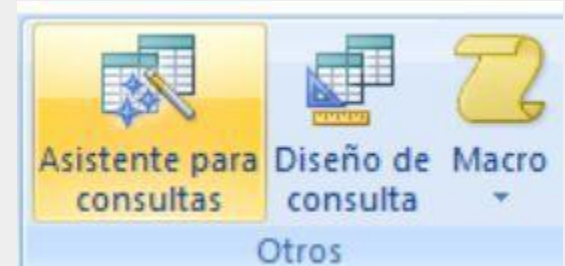 Asistente para consultas
Diseño de consulta
Macro
Otros